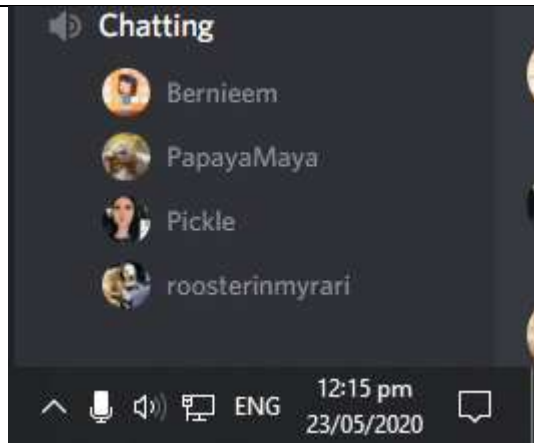 Chatting
Bernieem
PapayaMaya
Pickle
roosterinmyrari
ENG 12:15 pm
23/05/2020